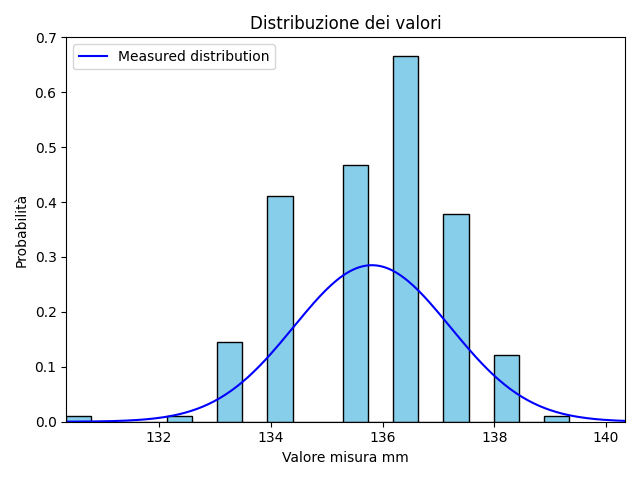 Distribuzione dei valori
Measured distribution
0.7
0.6
0.5
0.4
0.3
0.2
0.1
0.0
Probabilità
132 134 136 138 140
Valore misura mm